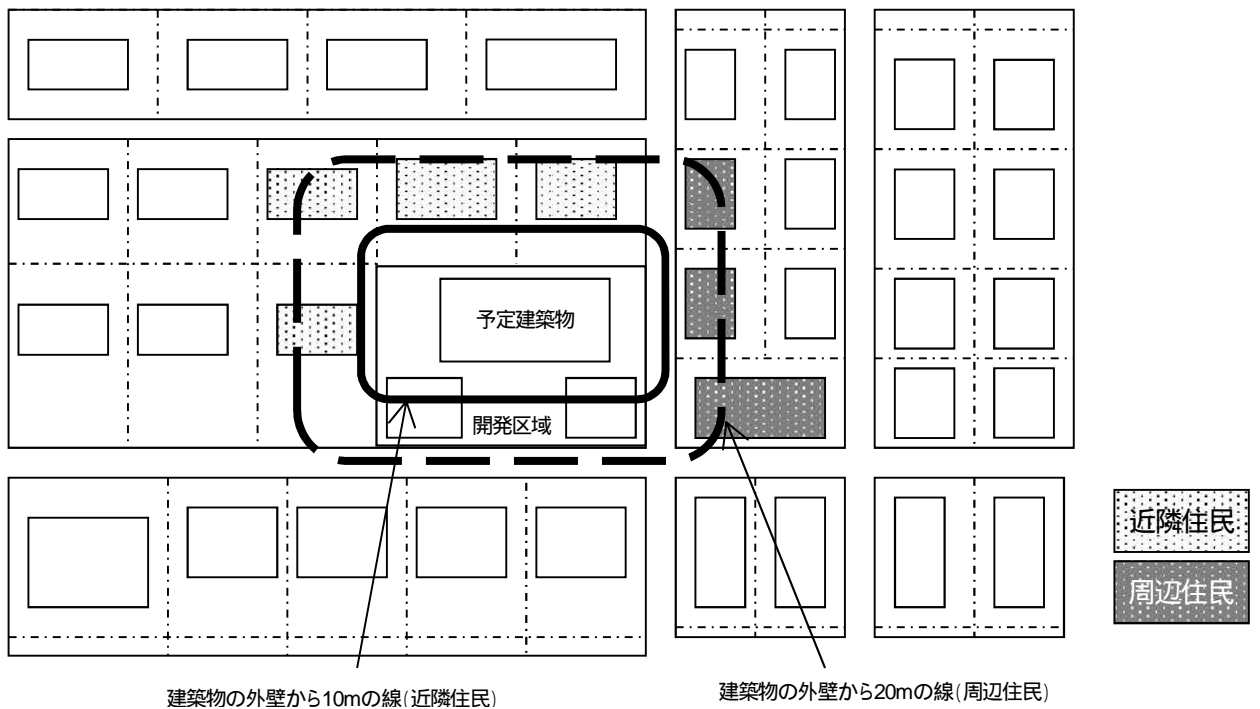 予定建築物
開発区域
近隣住民
周辺住民
建築物の外壁から10mの線(近隣住民)
建築物の外壁から20mの線(周辺住民)